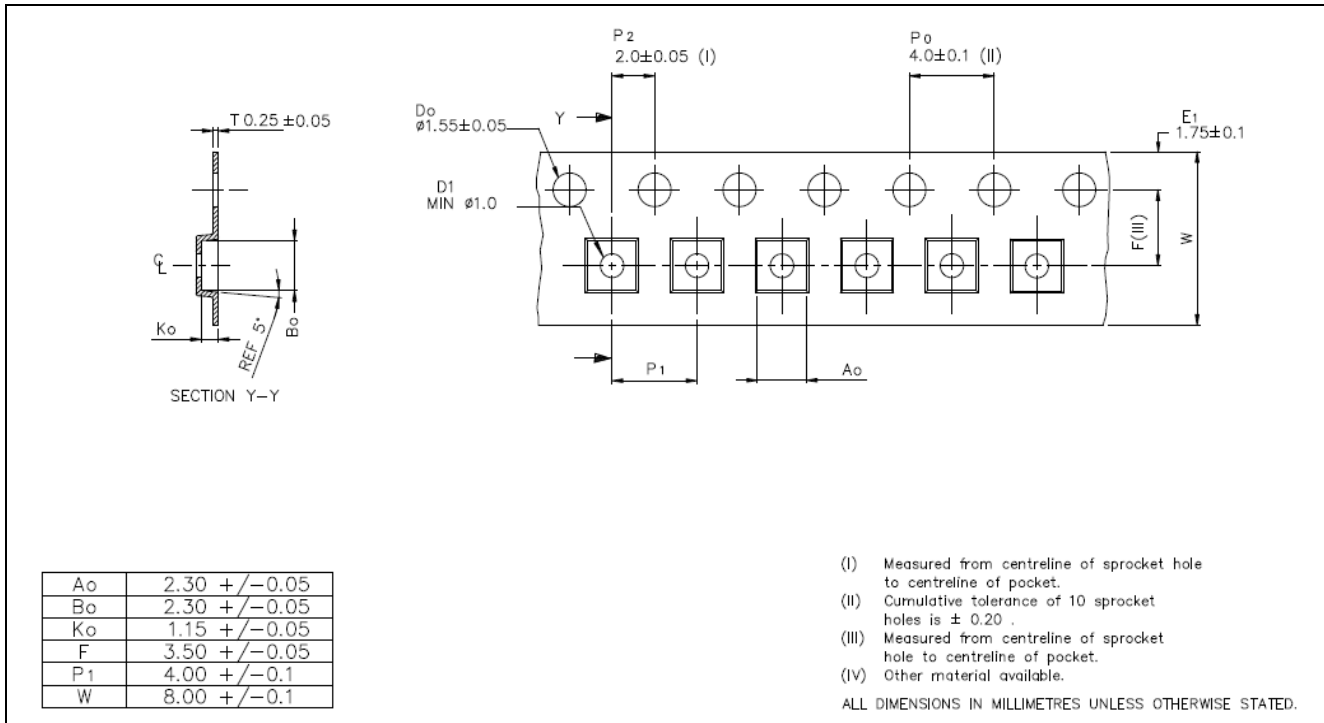 P2
2.0±0.05 (I)
Po
4.0±0.1 (II)
T 0.25 ±0.05
Do
ø1.55±0.05
Y
E1
1.75±0.1
D1
MIN ø1.0
F(III)
W
℄
Ko
REF 5°
Bo
P1
Ao
SECTION Y-Y
Ao 2.30 +/-0.05
Bo 2.30 +/-0.05
Ko 1.15 +/-0.05
F 3.50 +/-0.05
P1 4.00 +/-0.1
W 8.00 +/-0.1
(I) Measured from centreline of sprocket hole
to centreline of pocket.
(II) Cumulative tolerance of 10 sprocket
holes is ± 0.20 .
(III) Measured from centreline of sprocket
hole to centreline of pocket.
(IV) Other material available.
ALL DIMENSIONS IN MILLIMETRES UNLESS OTHERWISE STATED.